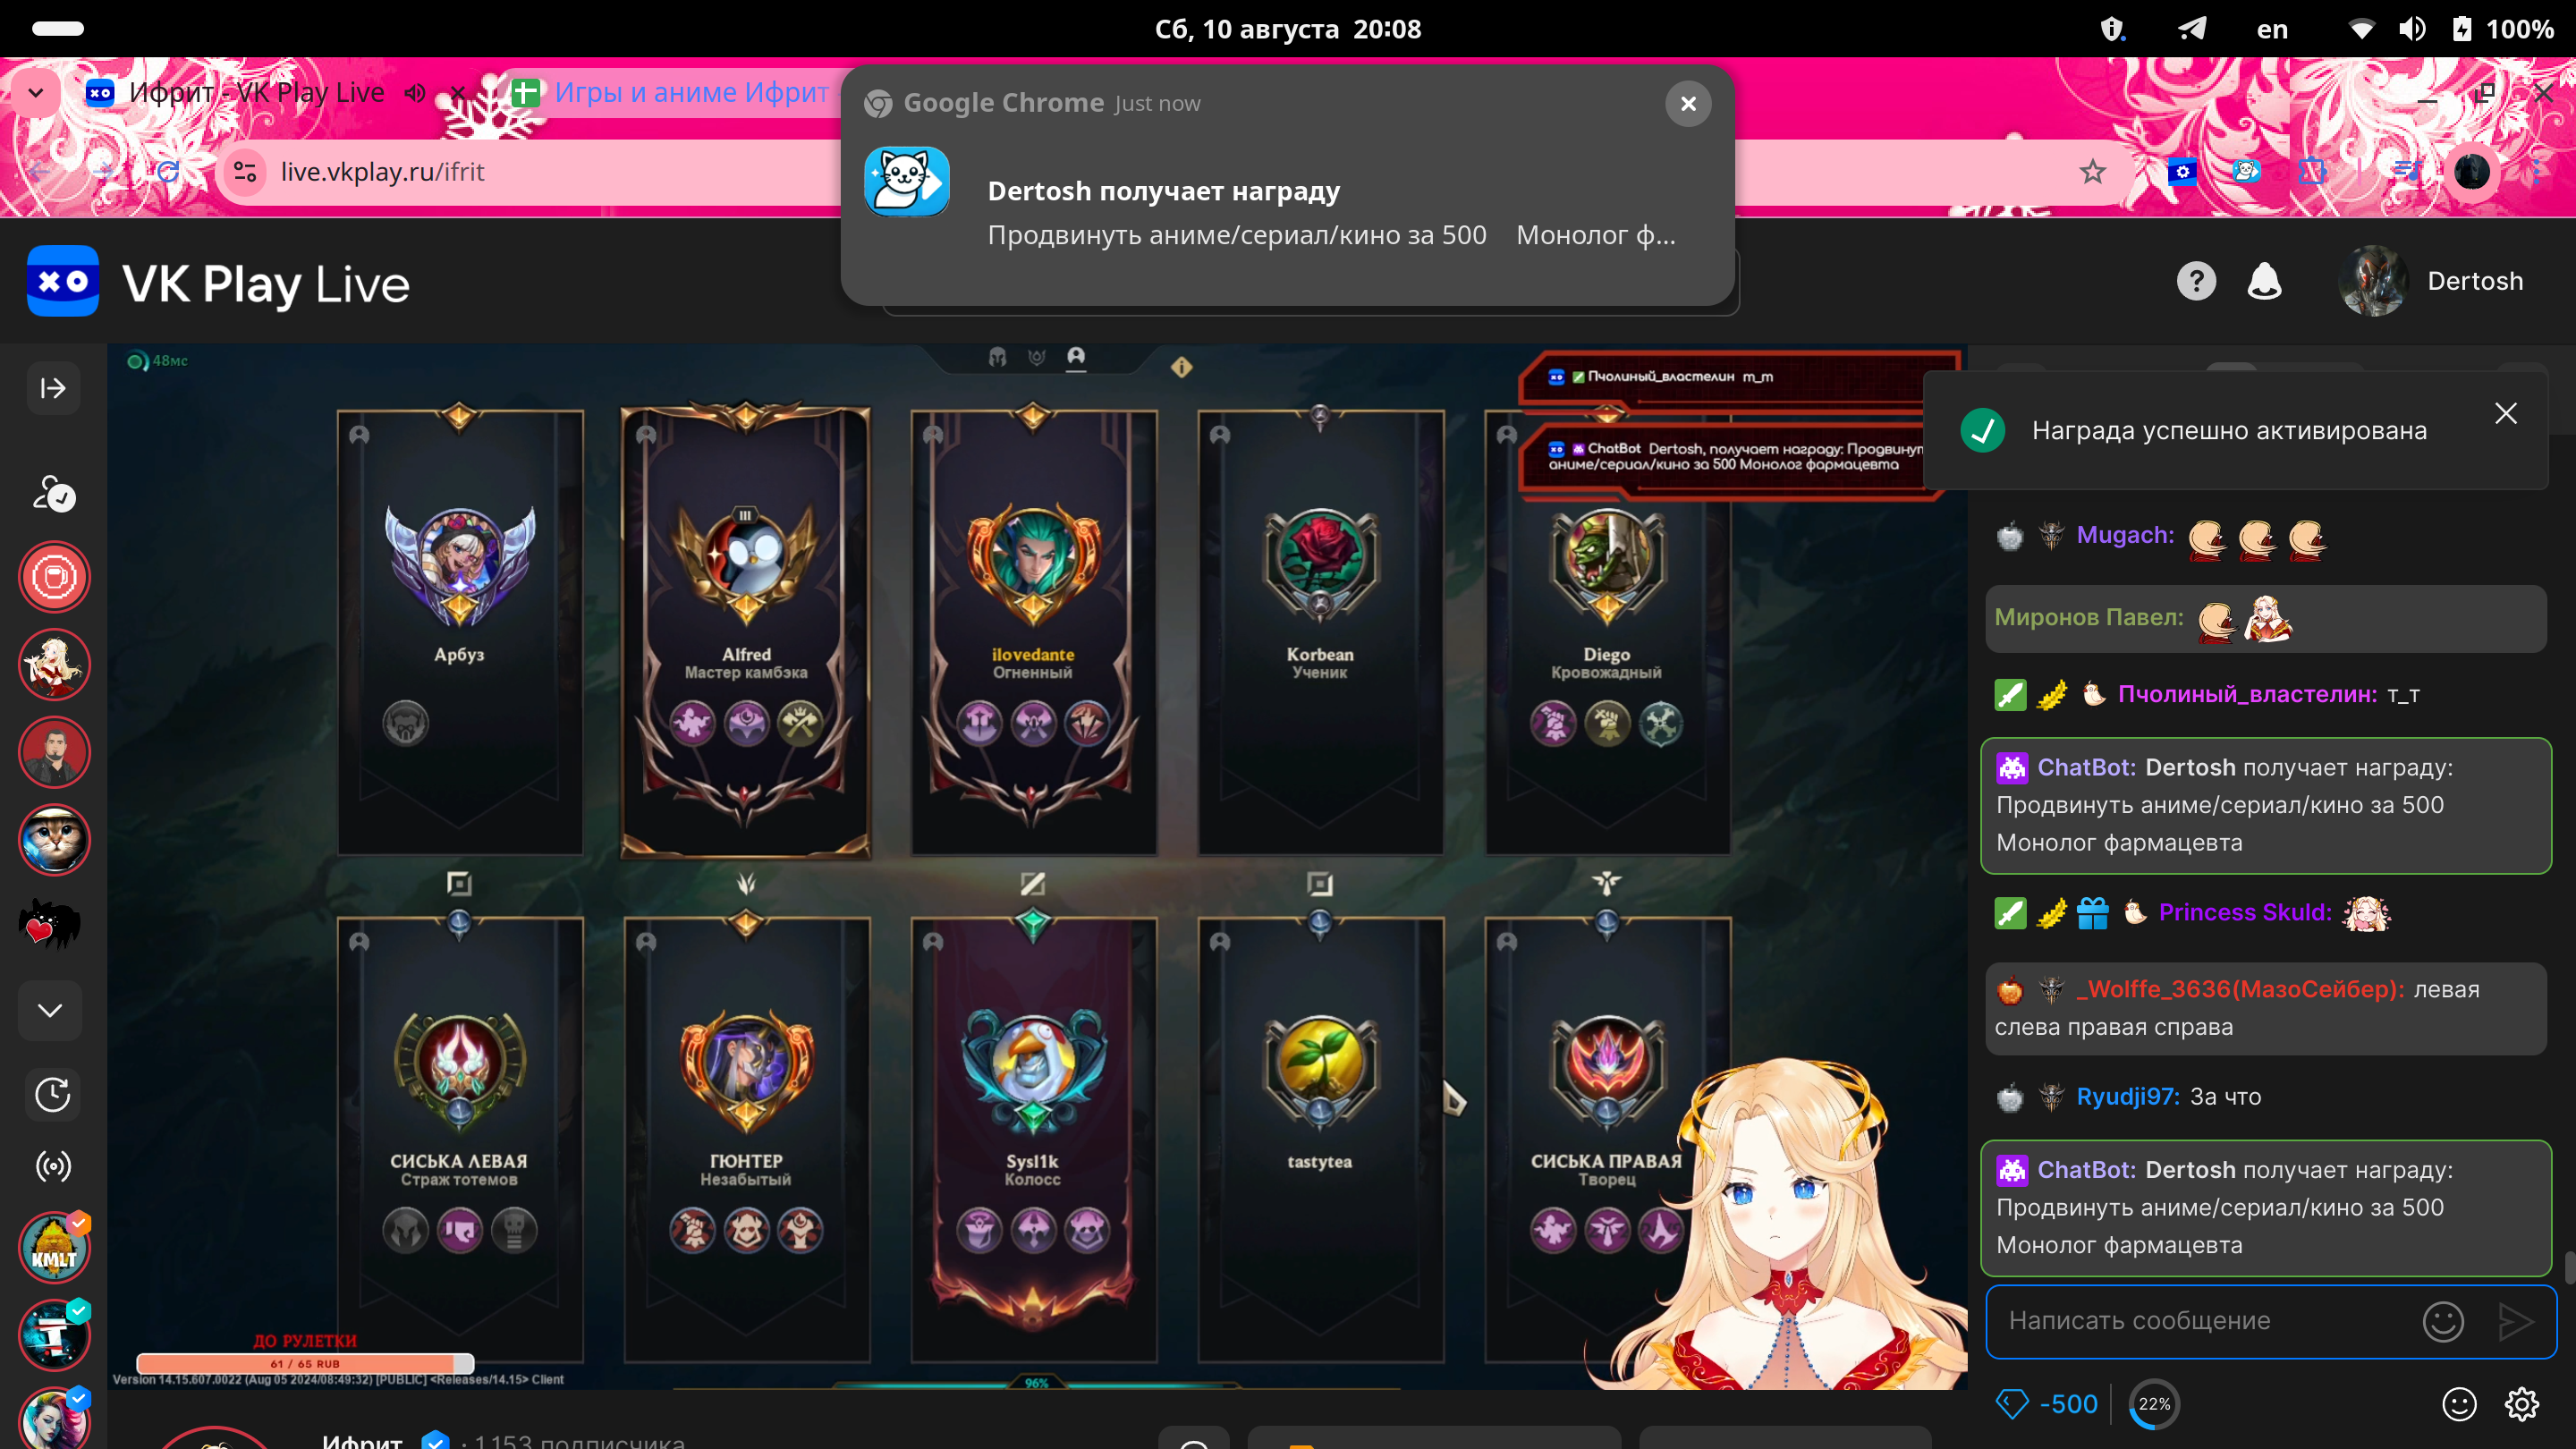 Сб, 10 августа 20:08
en
100%
Ифрит - VK Play Live
Игры и аниме Ифрит
live.vkplay.ru/ifrit
Google Chrome Just now
Dertosh получает награду
Продвинуть аниме/сериал/кино за 500 Монолог ф...
VK Play Live
Dertosh
48мс
Пчолиный_властелин m_m
ChatBot Dertosh, получает награду: Продвинут
аниме/сериал/кино за 500 Монолог фармацевта
Награда успешно активирована
III
Арбуз
Alfred
Мастер камбэка
ilovedante
Огненный
Korbean
Ученик
Diego
Кровожадный
СИСЬКА ЛЕВАЯ
Страж тотемов
ГЮНТЕР
Незабытый
Sysl1k
Колосс
tastytea
СИСЬКА ПРАВАЯ
Творец
ДО РУЛЕТКИ
61 / 65 RUB
Version 14.15.607.0022 (Aug 05 2024/08:49:32) [PUBLIC] <Releases/14.15> Client
96%
KMLT
Mugach:
Миронов Павел:
Пчолиный_властелин: т_т
ChatBot: Dertosh получает награду:
Продвинуть аниме/сериал/кино за 500
Монолог фармацевта
Princess Skuld:
_Wolffe_3636(МазоСейбер): левая
слева правая справа
Ryudji97: За что
ChatBot: Dertosh получает награду:
Продвинуть аниме/сериал/кино за 500
Монолог фармацевта
Написать сообщение
-500
22%
Ифрит · 1 153 подписчика